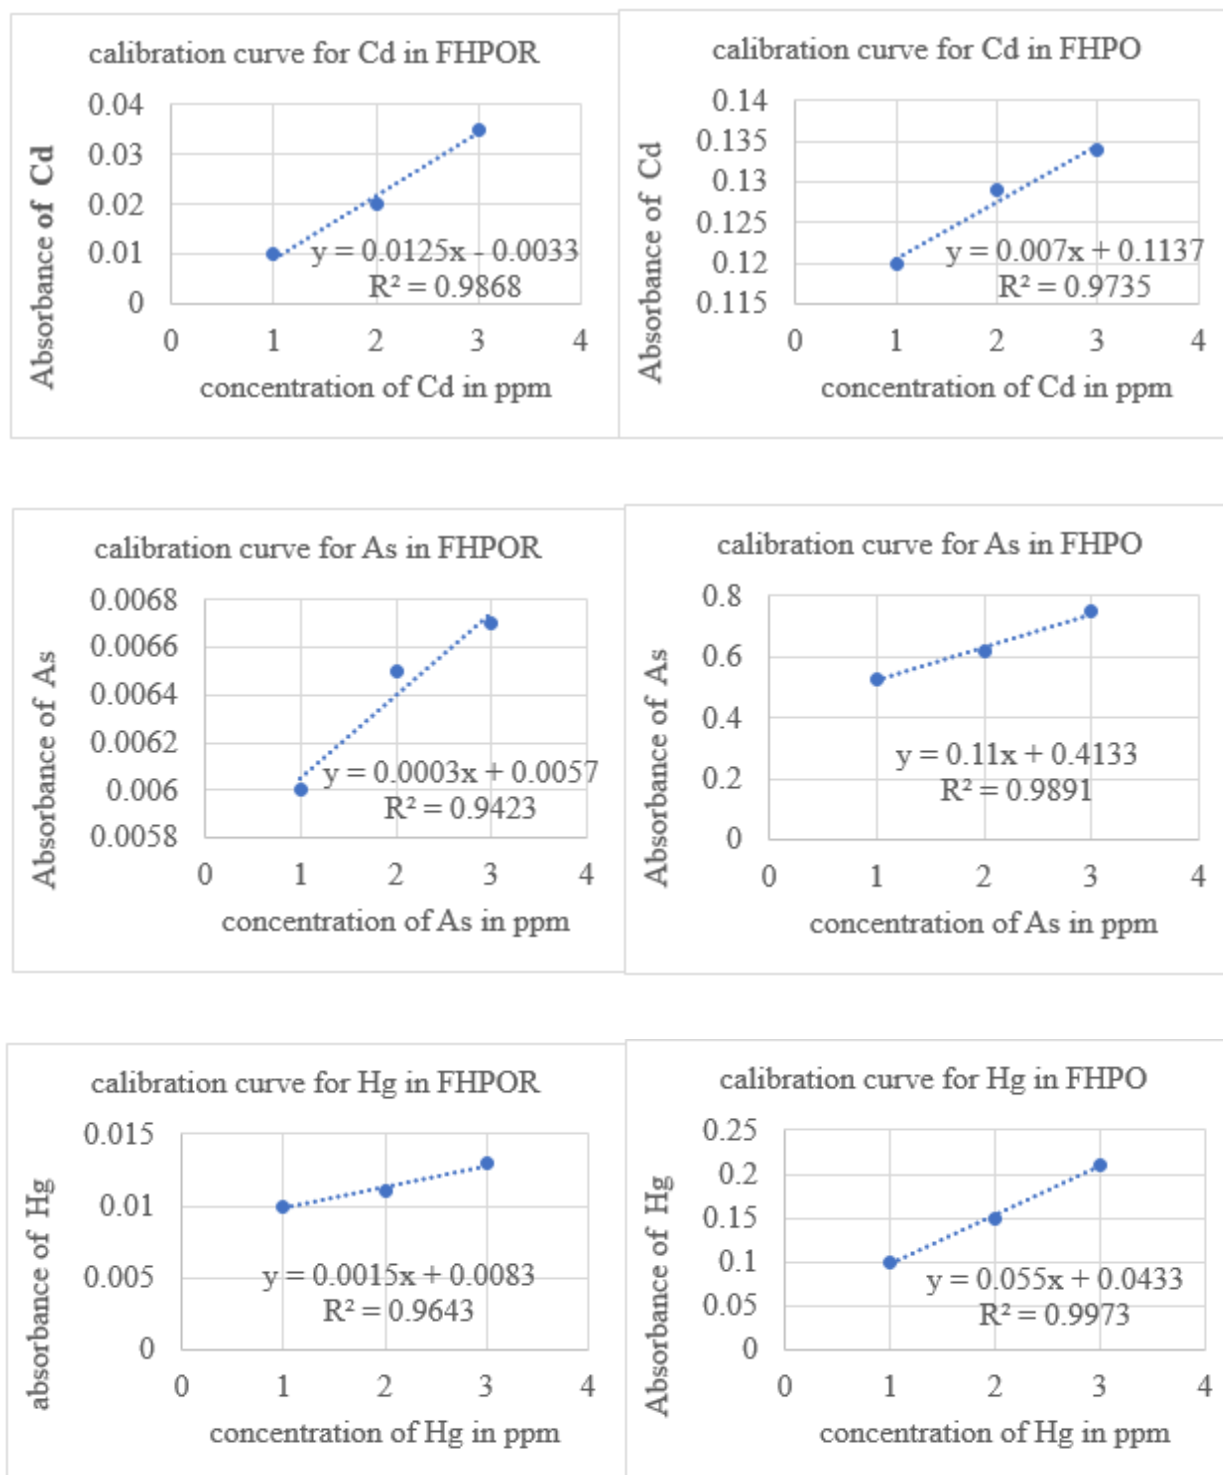 calibration curve for Cd in FHPOR
0.04
0.03
0.02
0.01
0
y = 0.0125x - 0.0033
R² = 0.9868
0 1 2 3 4
concentration of Cd in ppm
Absorbance of Cd
calibration curve for Cd in FHPO
0.14
0.135
0.13
0.125
0.12
0.115
y = 0.007x + 0.1137
R² = 0.9735
0 1 2 3 4
concentration of Cd in ppm
Absorbance of Cd
calibration curve for As in FHPOR
0.0068
0.0066
0.0064
0.0062
0.006
0.0058
y = 0.0003x + 0.0057
R² = 0.9423
0 1 2 3 4
concentration of As in ppm
Absorbance of As
calibration curve for As in FHPO
0.8
0.6
0.4
0.2
0
y = 0.11x + 0.4133
R² = 0.9891
0 1 2 3 4
concentration of As in ppm
Absorbance of As
calibration curve for Hg in FHPOR
0.015
0.01
0.005
0
y = 0.0015x + 0.0083
R² = 0.9643
0 1 2 3 4
concentration of Hg in ppm
absorbance of Hg
calibration curve for Hg in FHPO
0.25
0.2
0.15
0.1
0.05
0
y = 0.055x + 0.0433
R² = 0.9973
0 1 2 3 4
concentration of Hg in ppm
Absorbance of Hg